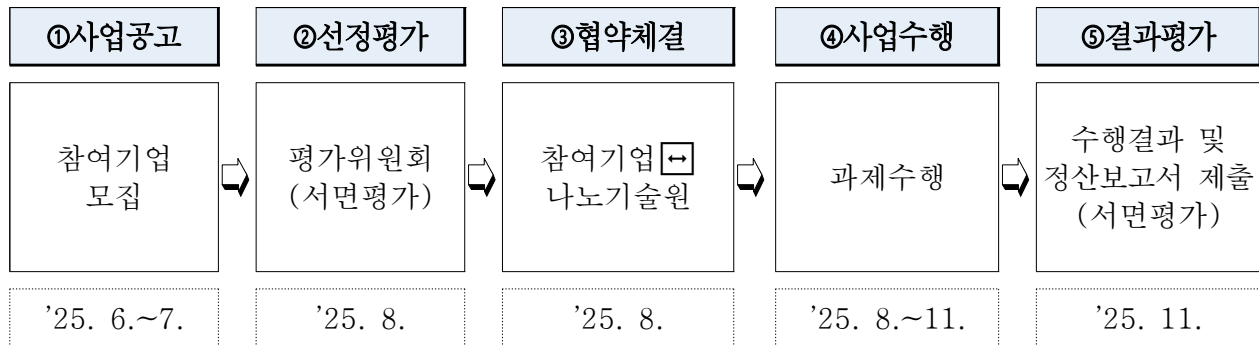 ①사업공고
②선정평가
③협약체결
④사업수행
⑤결과평가
참여기업
모집
평가위원회
(서면평가)
참여기업↔
나노기술원
과제수행
수행결과 및
정산보고서 제출
(서면평가)
’25. 6.~7.
’25. 8.
’25. 8.
’25. 8.~11.
’25. 11.